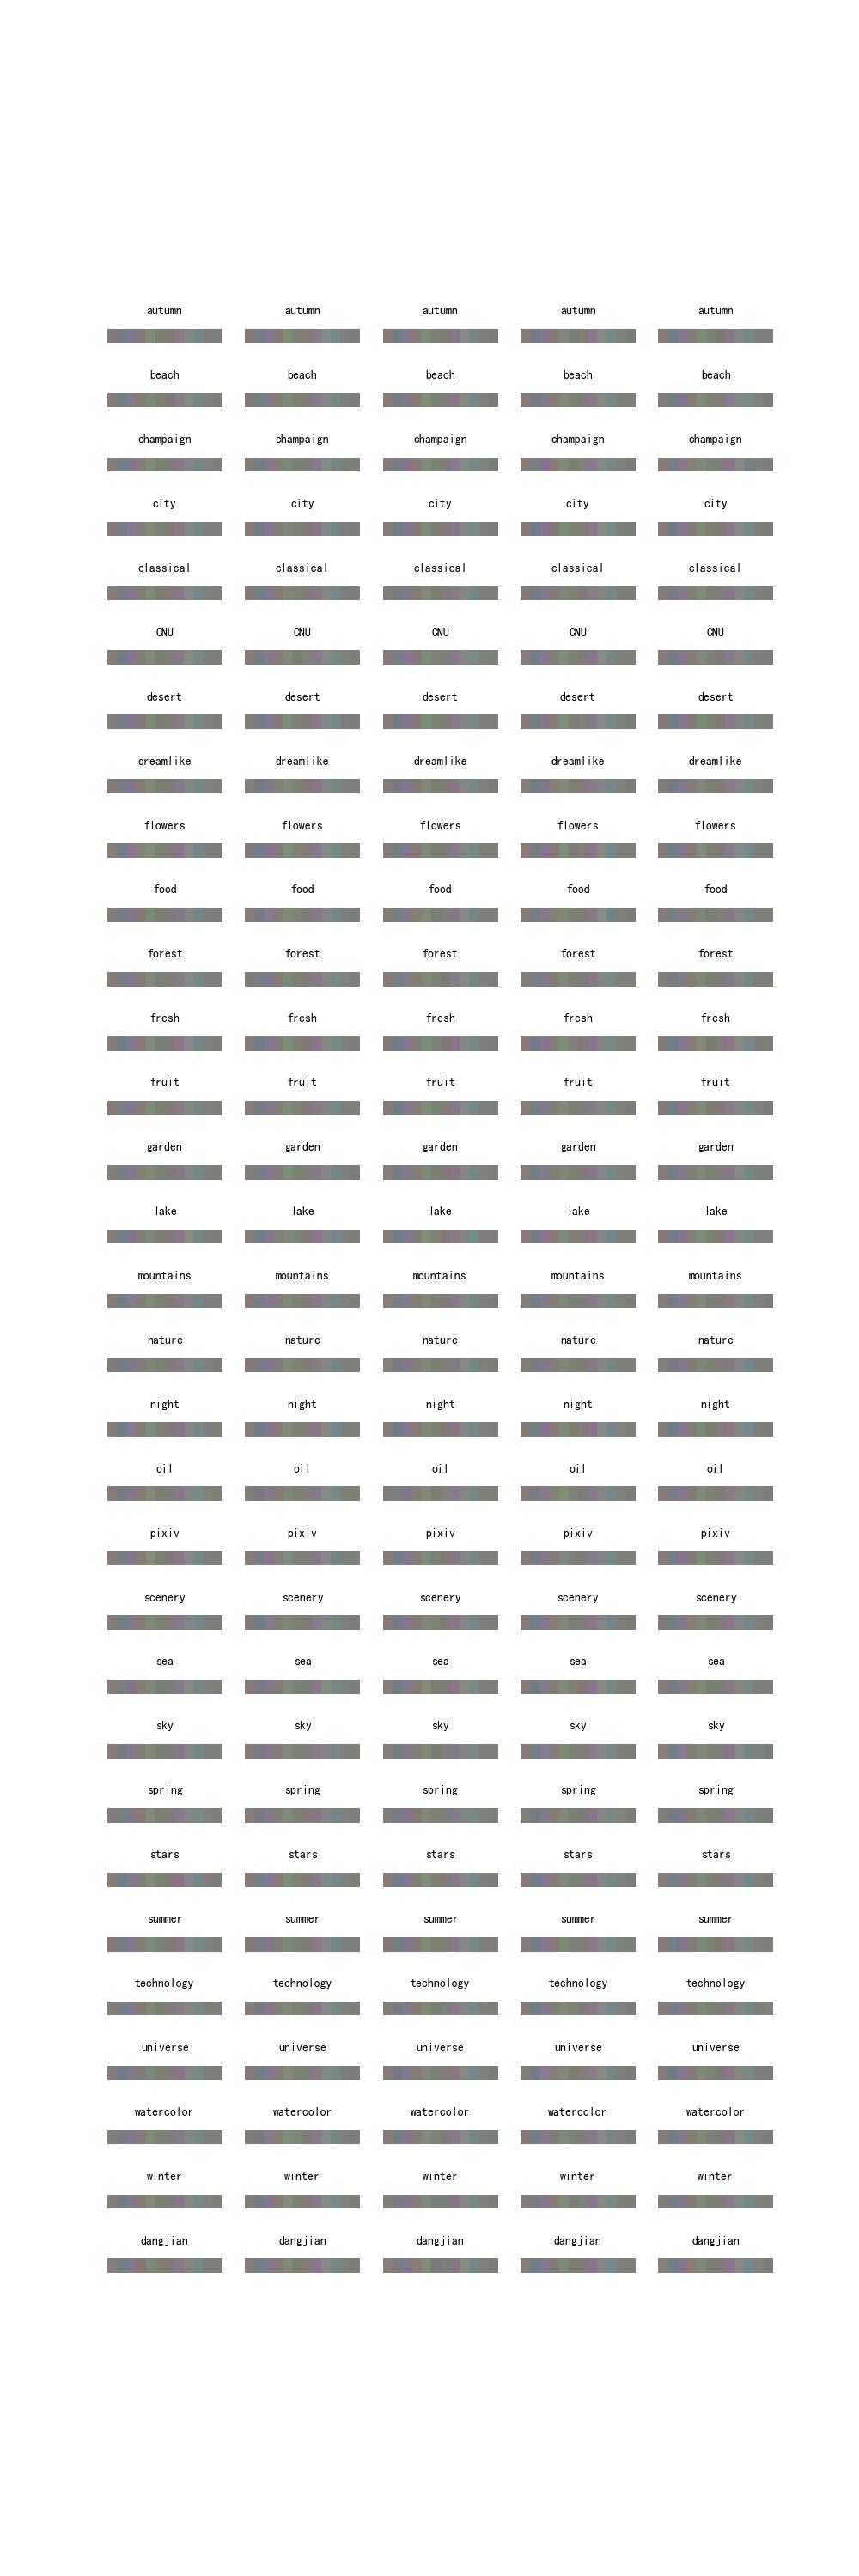 autumn autumn autumn autumn autumn
beach beach beach beach beach
champaign champaign champaign champaign champaign
city city city city city
classical classical classical classical classical
CNU CNU CNU CNU CNU
desert desert desert desert desert
dreamlike dreamlike dreamlike dreamlike dreamlike
flowers flowers flowers flowers flowers
food food food food food
forest forest forest forest forest
fresh fresh fresh fresh fresh
fruit fruit fruit fruit fruit
garden garden garden garden garden
lake lake lake lake lake
mountains mountains mountains mountains mountains
nature nature nature nature nature
night night night night night
oil oil oil oil oil
pixiv pixiv pixiv pixiv pixiv
scenery scenery scenery scenery scenery
sea sea sea sea sea
sky sky sky sky sky
spring spring spring spring spring
stars stars stars stars stars
summer summer summer summer summer
technology technology technology technology technology
universe universe universe universe universe
watercolor watercolor watercolor watercolor watercolor
winter winter winter winter winter
dangjian dangjian dangjian dangjian dangjian